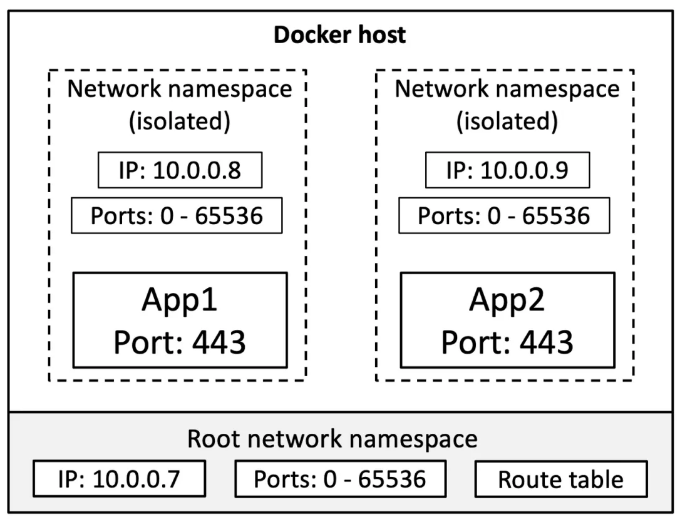 Docker host
Network namespace
(isolated)
IP: 10.0.0.8
Ports: 0 - 65536
App1
Port: 443
Network namespace
(isolated)
IP: 10.0.0.9
Ports: 0 - 65536
App2
Port: 443
Root network namespace
IP: 10.0.0.7
Ports: 0 - 65536
Route table